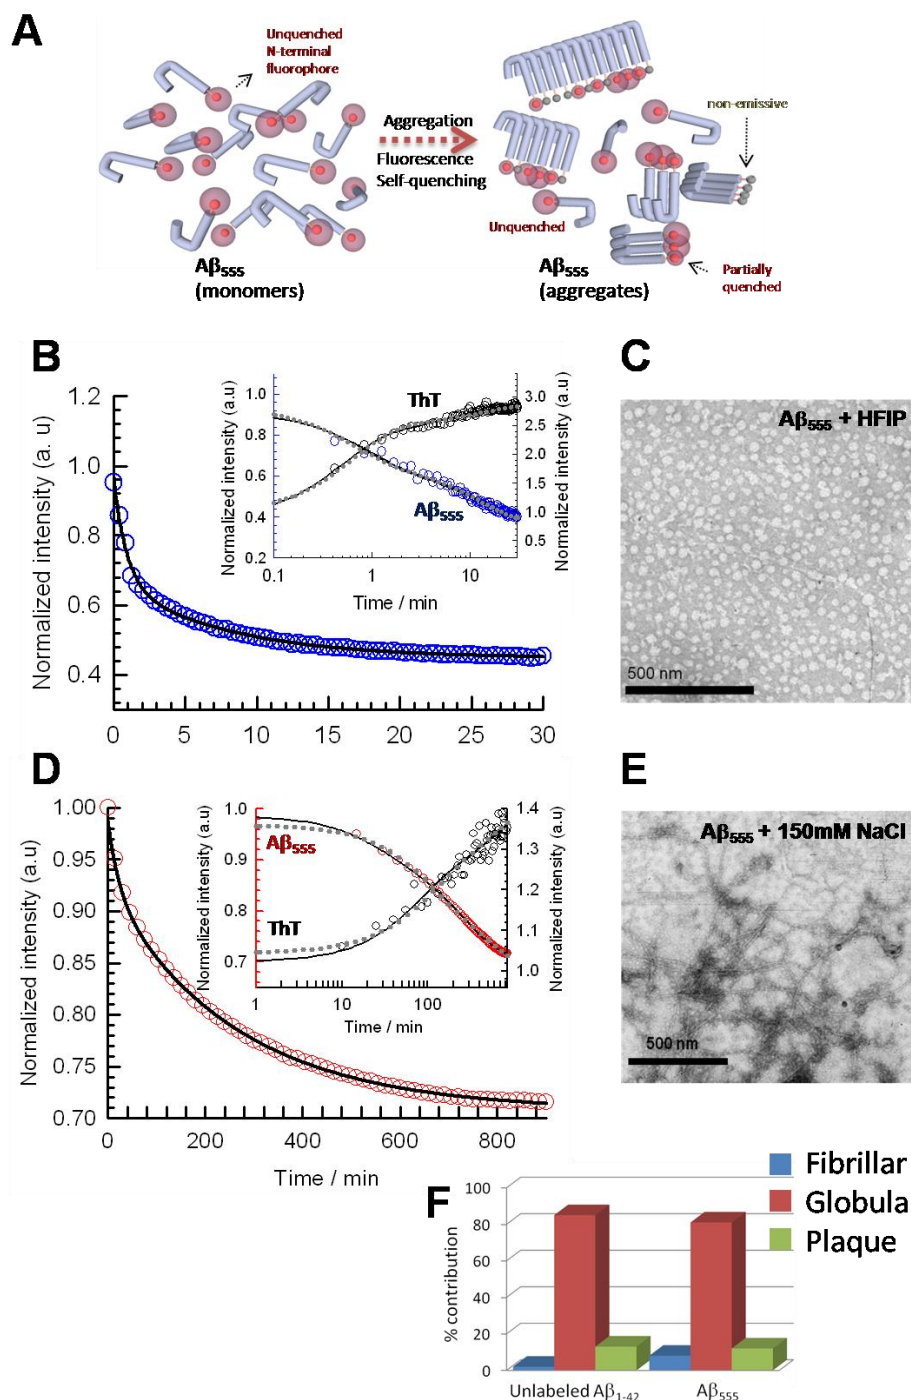 A
Unquenched
N-terminal
fluorophore
non-emissive
Aggregation
Fluorescence
Self-quenching
Unquenched
Aβ555
(monomers)
Aβ555
(aggregates)
Partially
quenched
B
1.2
1.0
0.8
0.6
0.4
Normalized intensity (a. u)
0
5
10
15
20
25
30
1.0
0.8
0.6
0.4
0.2
Normalized intensity (a.u)
ThT
Aβ555
3.0
2.5
2.0
1.5
1.0
0.5
Normalized intensity (a.u)
0.1
1
10
Time / min
C
Aβ555 + HFIP
500 nm
D
1.00
0.95
0.90
0.85
0.80
0.75
0.70
Normalized intensity (a.u)
0
200
400
600
800
Time / min
1.0
0.9
0.8
0.7
Normalized intensity (a.u)
Aβ555
ThT
1.4
1.3
1.2
1.1
1.0
Normalized intensity (a.u)
1
10
100
Time / min
E
Aβ555 + 150mM NaCl
500 nm
F
Fibrillar
Globula
Plaque
100
80
60
40
20
0
% contribution
Unlabeled Aβ1-42
Aβ555